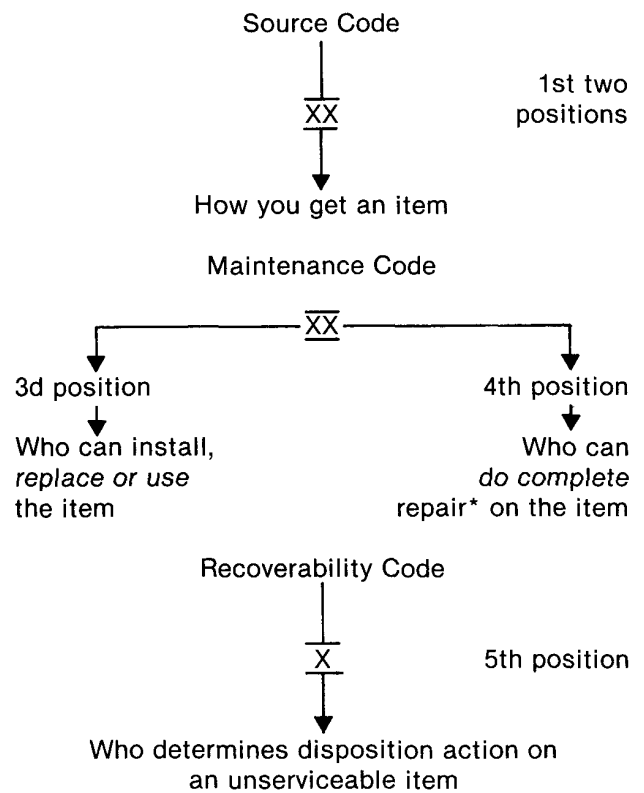 Source Code
1st two
positions
XX
How you get an item
Maintenance Code
XX
3d position
4th position
Who can install,
replace or use
the item
Who can
do complete
repair* on the item
Recoverability Code
X
5th position
Who determines disposition action on
an unserviceable item